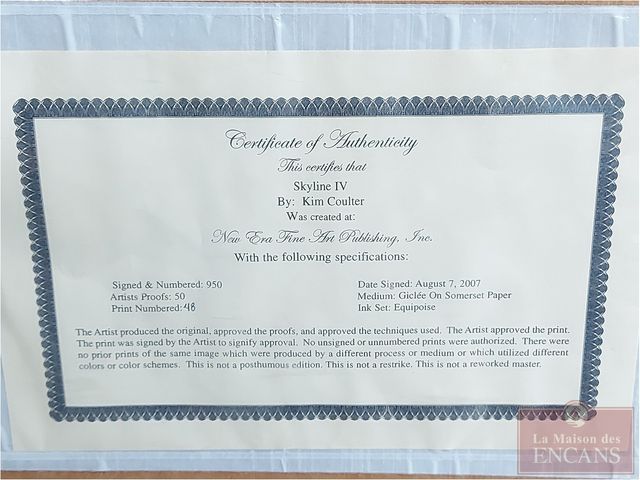 Certificate of Authenticity
This certifies that
Skyline IV
By: Kim Coulter
Was created at:
New Era Fine Art Publishing, Inc.
With the following specifications:
Signed & Numbered: 950
Artists Proofs: 50
Print Numbered: 48
Date Signed: August 7, 2007
Medium: Giclée On Somerset Paper
Ink Set: Equipoise
The Artist produced the original, approved the proofs, and approved the techniques used. The Artist approved the print.
The print was signed by the Artist to signify approval. No unsigned or unnumbered prints were authorized. There were
no prior prints of the same image which were produced by a different process or medium or which utilized different
colors or color schemes. This is not a posthumous edition. This is not a restrike. This is not a reworked master.
La Maison des
ENCANS